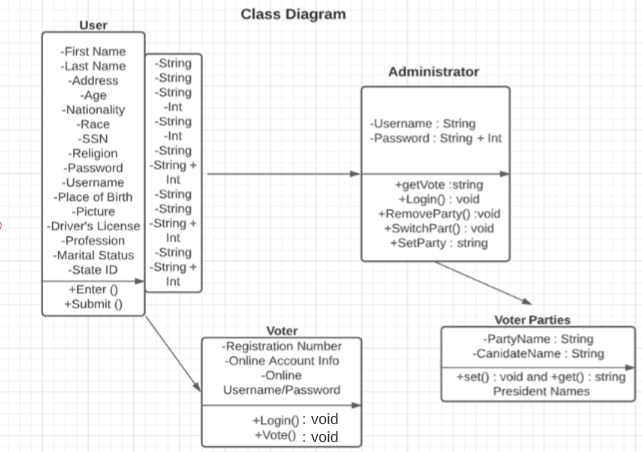 Class Diagram
User
-First Name
-Last Name
-Address
-Age
-Nationality
-Race
-SSN
-Religion
-Password
-Username
-Place of Birth
-Picture
-Driver's License
-Profession
-Marital Status
-State ID
+Enter ()
+Submit ()
-String
-String
-String
-Int
-String
-Int
-String
-String +
Int
-String
-String
-String +
Int
-String
-String +
Int
Administrator
-Username : String
-Password : String + Int
+getVote :string
+Login() : void
+RemoveParty() :void
+SwitchPart() : void
+SetParty : string
Voter
-Registration Number
-Online Account Info
-Online
Username/Password
+Login() : void
+Vote() : void
Voter Parties
-PartyName : String
-CanidateName : String
+set() : void and +get() : string
President Names